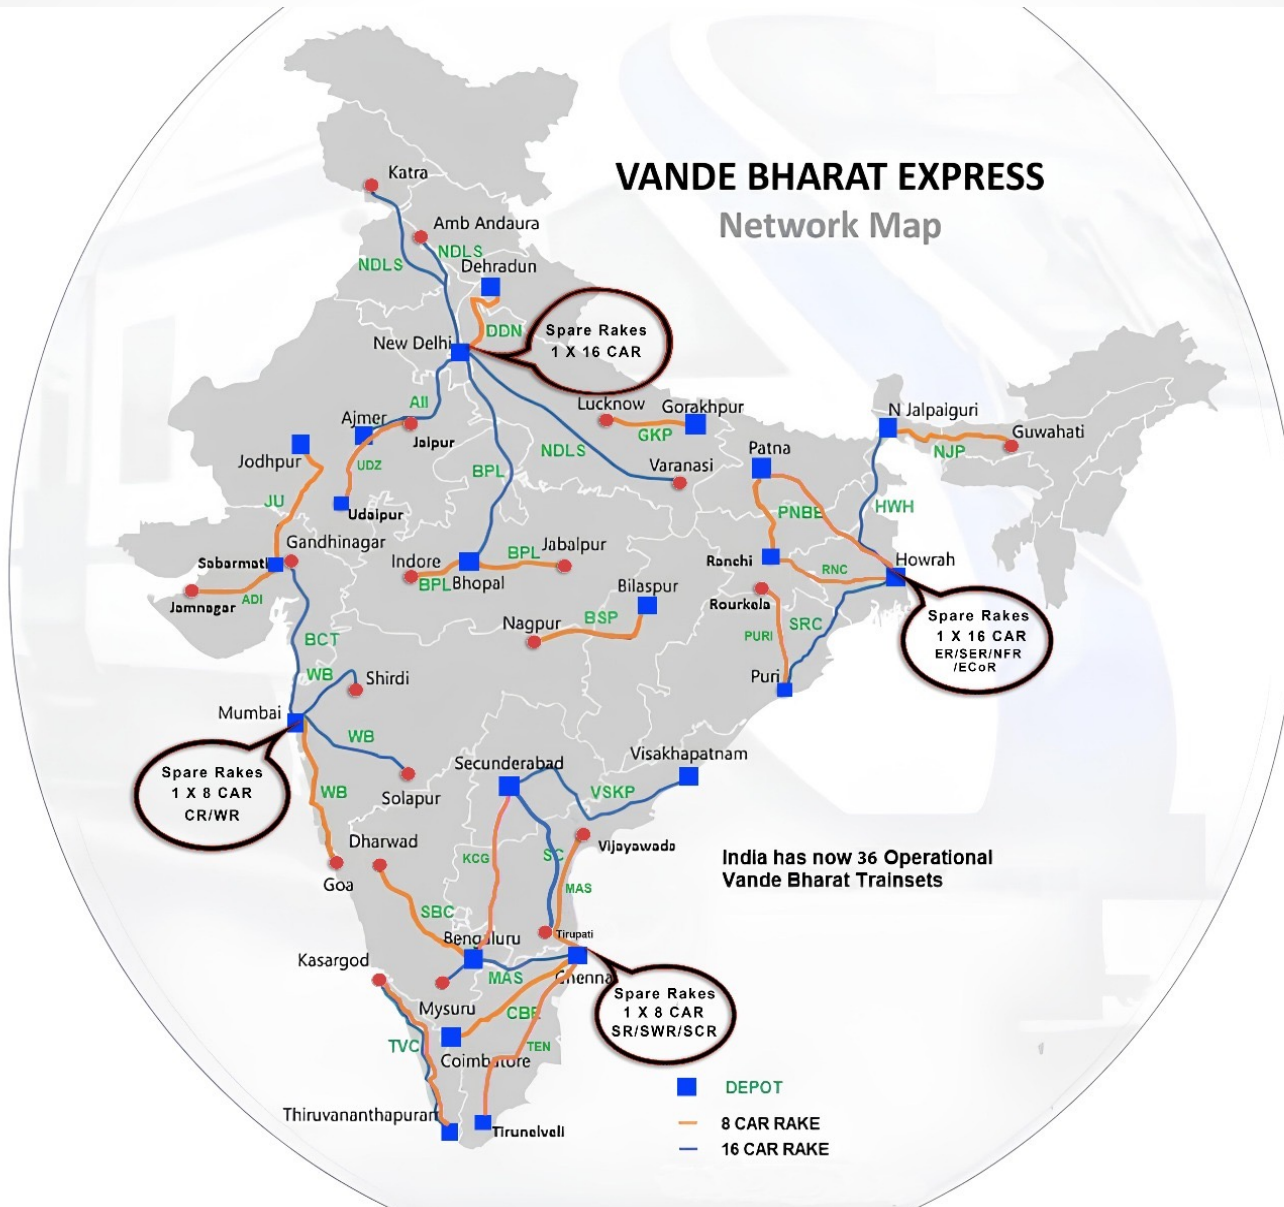 VANDE BHARAT EXPRESS
Network Map
Katra
Amb Andaura
NDLS
NDLS
Dehradun
DDN
New Delhi
Spare Rakes
1 X 16 CAR
AII
Ajmer
Jaipur
Lucknow
Gorakhpur
GKP
N Jalpaiguri
Guwahati
NJP
Jodhpur
UDZ
BPL
NDLS
Varanasi
Patna
JU
Udaipur
PNBE
HWH
Gandhinagar
Sabarmati
Indore
BPL
Jabalpur
BPL
Bhopal
Ranchi
RNC
Howrah
Jamnagar
ADI
Bilaspur
BSP
Nagpur
Rourkela
SRC
PURI
Puri
Spare Rakes
1 X 16 CAR
ER/SER/NFR
/ECoR
BCT
WB
Shirdi
Mumbai
WB
Solapur
WB
Spare Rakes
1 X 8 CAR
CR/WR
Secunderabad
Visakhapatnam
VSKP
Dharwad
Goa
KCG
SC
Vijayawada
MAS
India has now 36 Operational
Vande Bharat Trainsets
SBC
Bengaluru
Tirupati
Kasargod
MAS
Chennai
Mysuru
CBE
Spare Rakes
1 X 8 CAR
SR/SWR/SCR
TVC
Coimbatore
TEN
Thiruvananthapuram
Tirunelveli
DEPOT
8 CAR RAKE
16 CAR RAKE